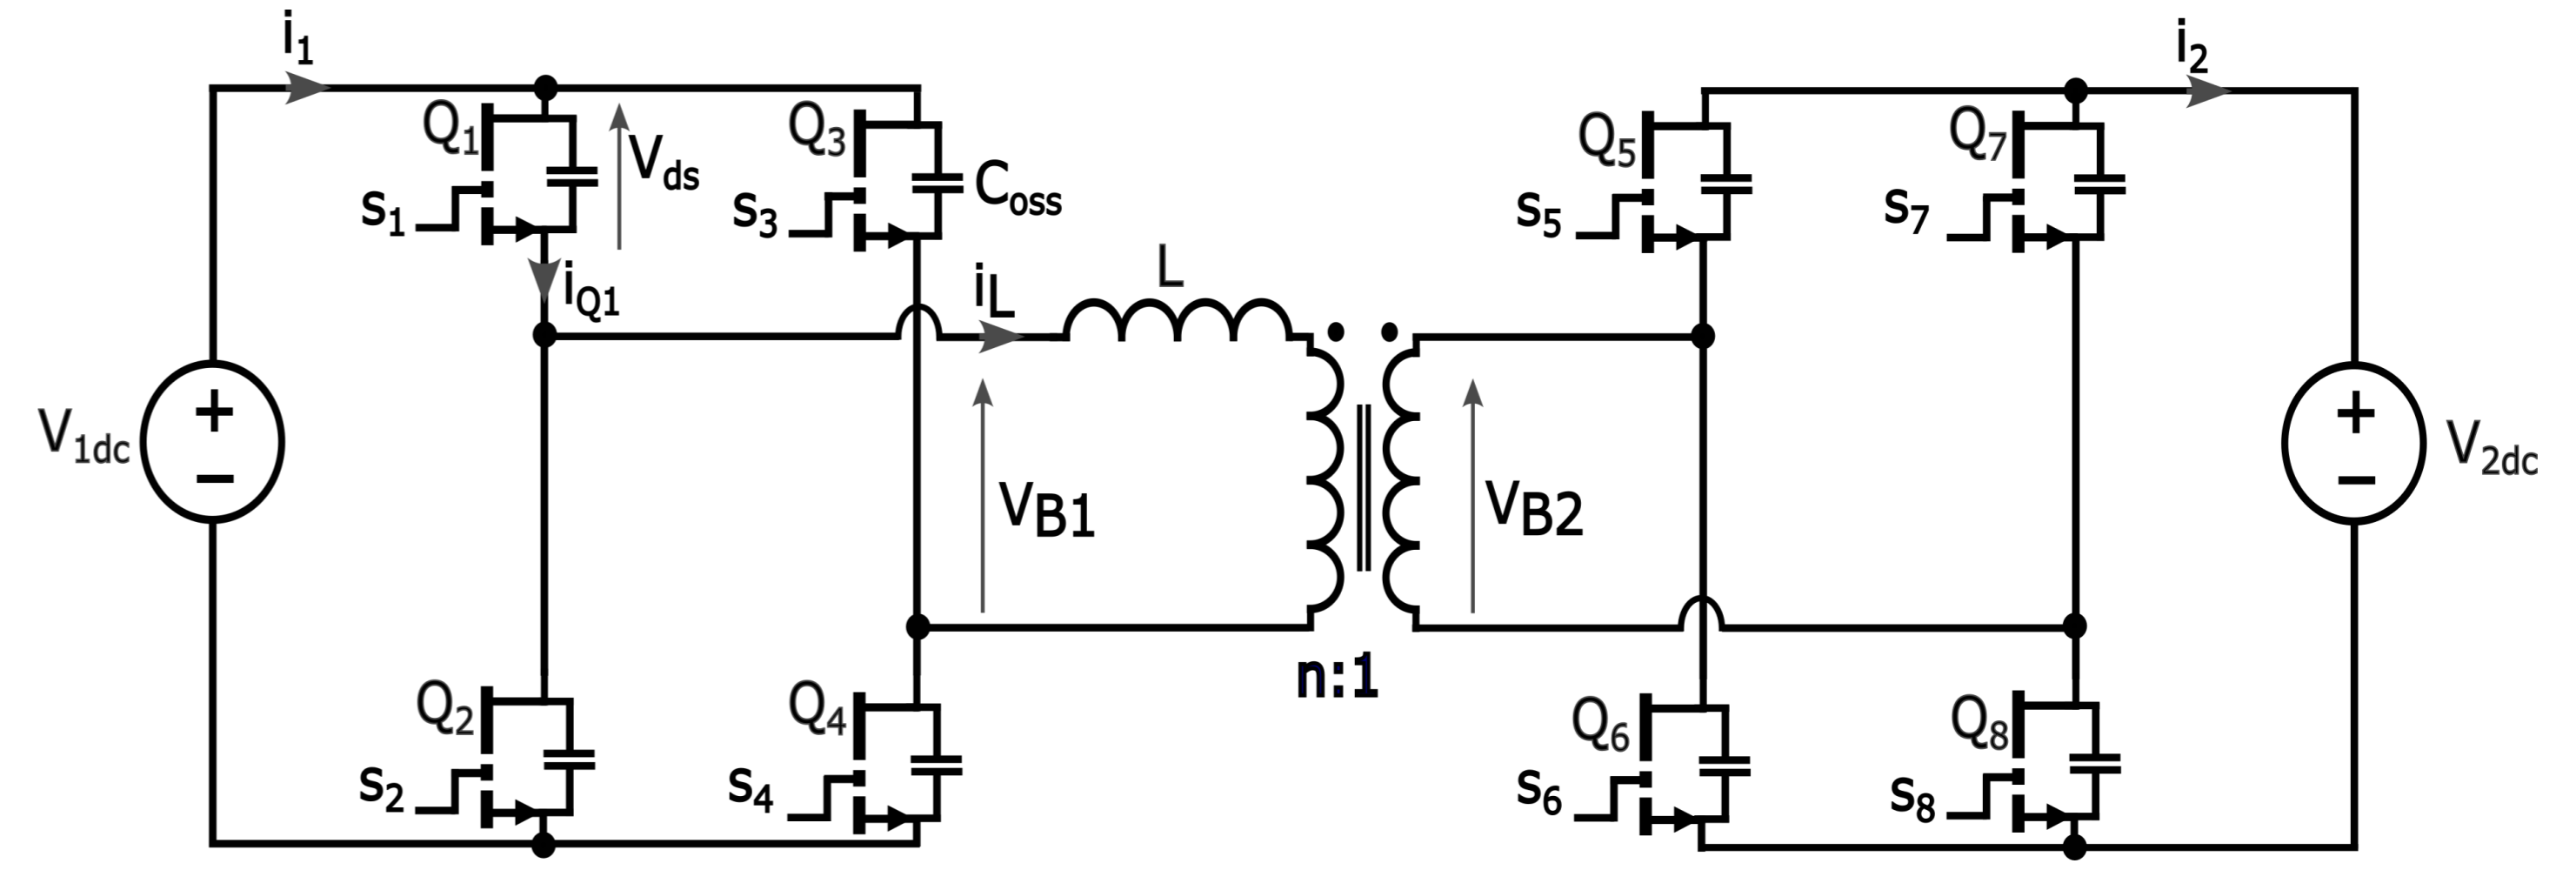 i1
i2
Q1
Vds
Q3
Coss
Q5
Q7
s1
s3
s5
s7
iQ1
iL
L
V1dc
+
−
VB1
VB2
+
−
V2dc
n:1
Q2
Q4
Q6
Q8
s2
s4
s6
s8